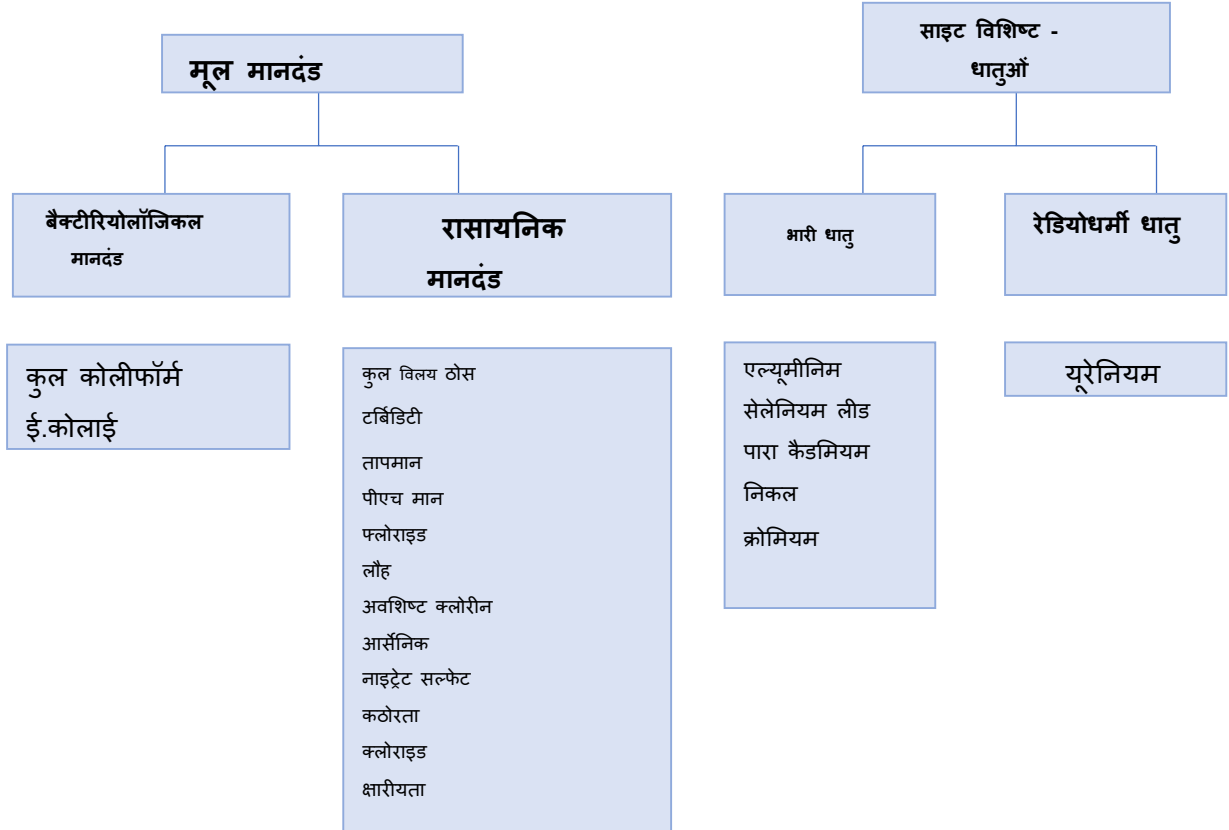 मूल मानदंड
साइट विशिष्ट -
धातुओं
बैक्टीरियोलॉजिकल
मानदंड
रासायनिक
मानदंड
भारी धातु
रेडियोधर्मी धातु
कुल कोलीफॉर्म
ई.कोलाई
कुल विलय ठोस
टर्बिडिटी
तापमान
पीएच मान
फ्लोराइड
लौह
अवशिष्ट क्लोरीन
आर्सेनिक
नाइट्रेट सल्फेट
कठोरता
क्लोराइड
क्षारीयता
एल्यूमीनिम
सेलेनियम लीड
पारा कैडमियम
निकल
क्रोमियम
यूरेनियम